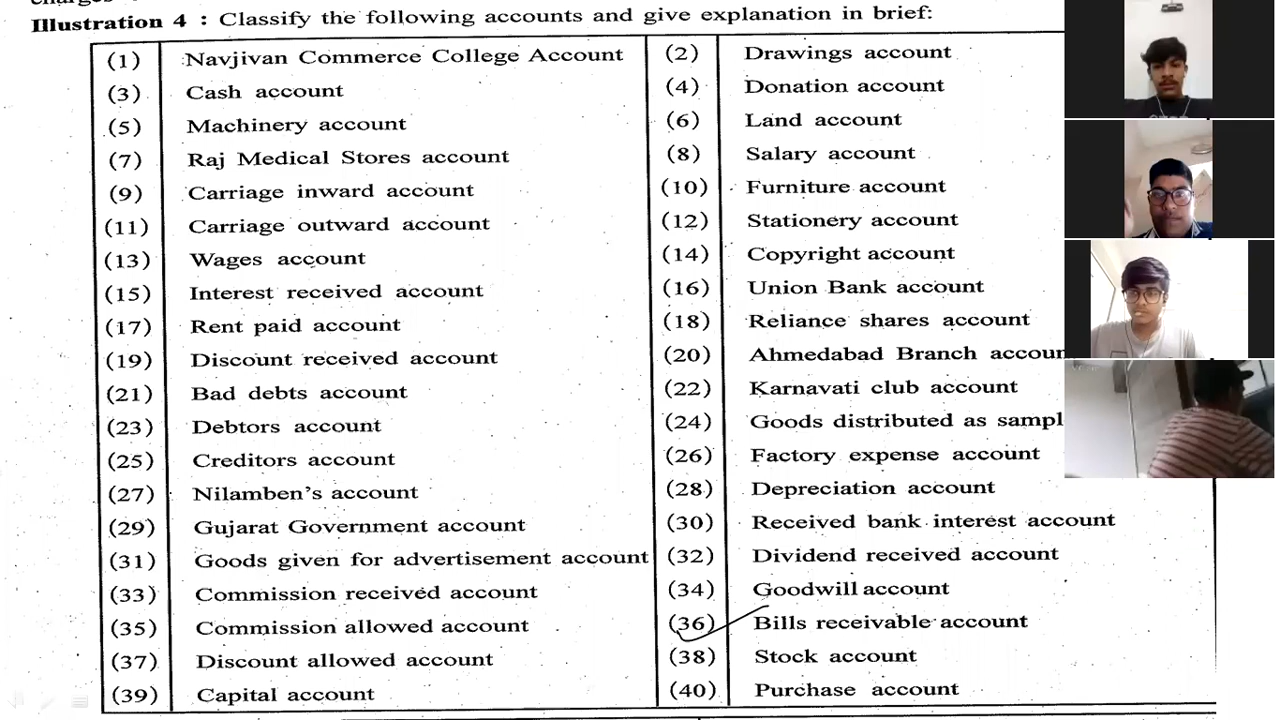 Illustration 4 : Classify the following accounts and give explanation in brief:
(1) Navjivan Commerce College Account (2) Drawings account
(3) Cash account (4) Donation account
(5) Machinery account (6) Land account
(7) Raj Medical Stores account (8) Salary account
(9) Carriage inward account (10) Furniture account
(11) Carriage outward account (12) Stationery account
(13) Wages account (14) Copyright account
(15) Interest received account (16) Union Bank account
(17) Rent paid account (18) Reliance shares account
(19) Discount received account (20) Ahmedabad Branch accoun
(21) Bad debts account (22) Karnavati club account
(23) Debtors account (24) Goods distributed as sampl
(25) Creditors account (26) Factory expense account
(27) Nilamben's account (28) Depreciation account
(29) Gujarat Government account (30) Received bank interest account
(31) Goods given for advertisement account (32) Dividend received account
(33) Commission received account (34) Goodwill account
(35) Commission allowed account (36) Bills receivable account
(37) Discount allowed account (38) Stock account
(39) Capital account (40) Purchase account